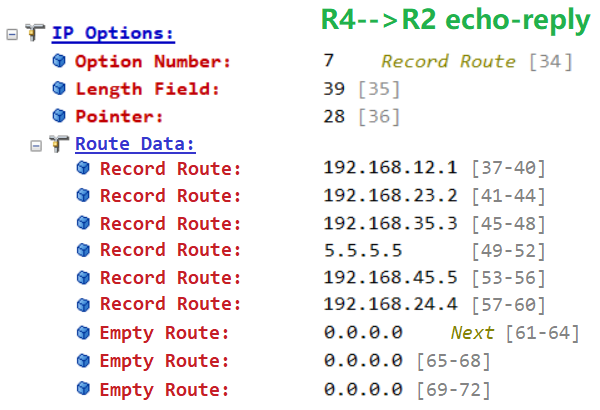 R4-->R2 echo-reply
IP Options:
Option Number: 7 Record Route [34]
Length Field: 39 [35]
Pointer: 28 [36]
Route Data:
Record Route: 192.168.12.1 [37-40]
Record Route: 192.168.23.2 [41-44]
Record Route: 192.168.35.3 [45-48]
Record Route: 5.5.5.5 [49-52]
Record Route: 192.168.45.5 [53-56]
Record Route: 192.168.24.4 [57-60]
Empty Route: 0.0.0.0 Next [61-64]
Empty Route: 0.0.0.0 [65-68]
Empty Route: 0.0.0.0 [69-72]